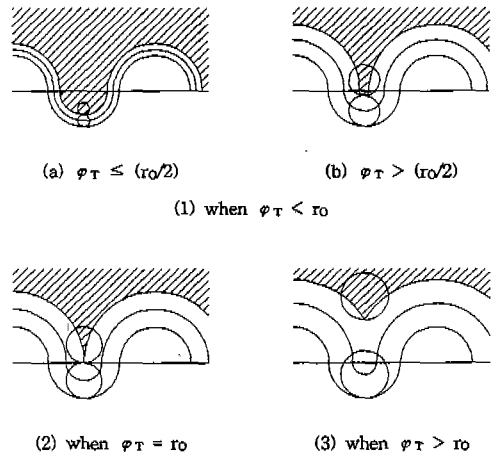 (a) φT ≤ (r0/2)
(b) φT > (r0/2)
(1) when φT < r0
(2) when φT = r0
(3) when φT > r0